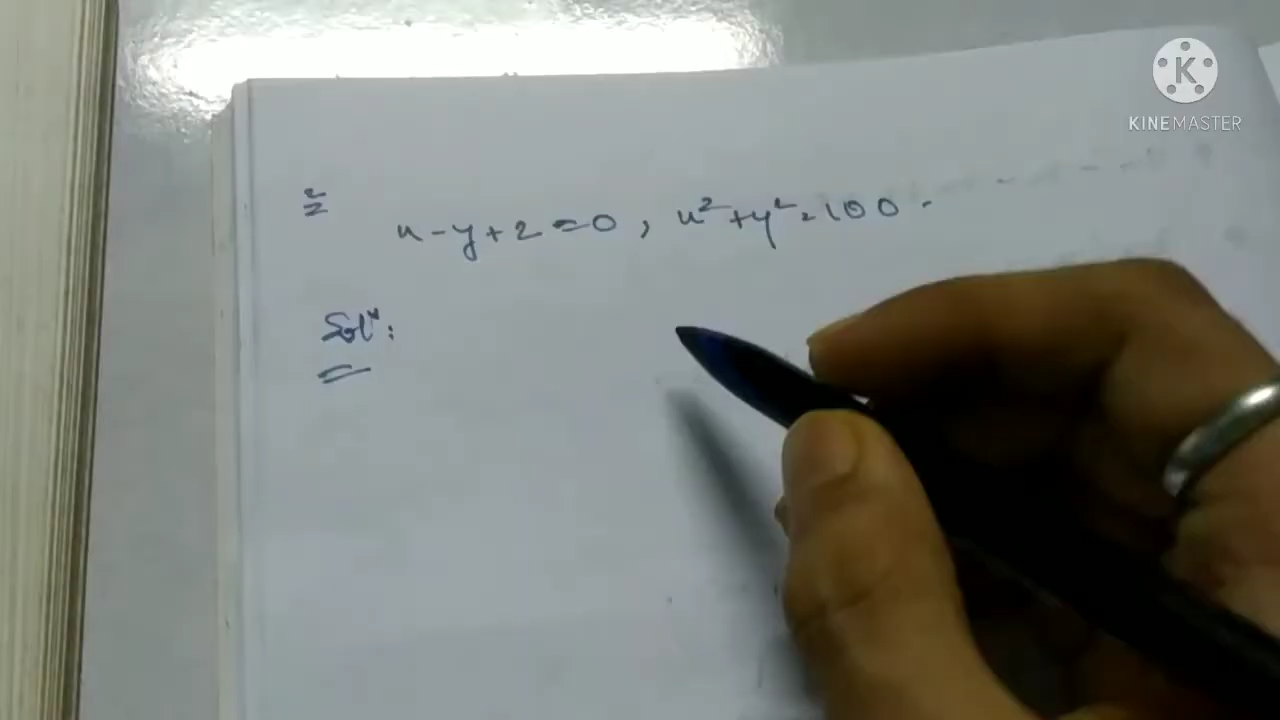 KINEMASTER
2
x-y+2=0, x²+y²=100.
Solⁿ: